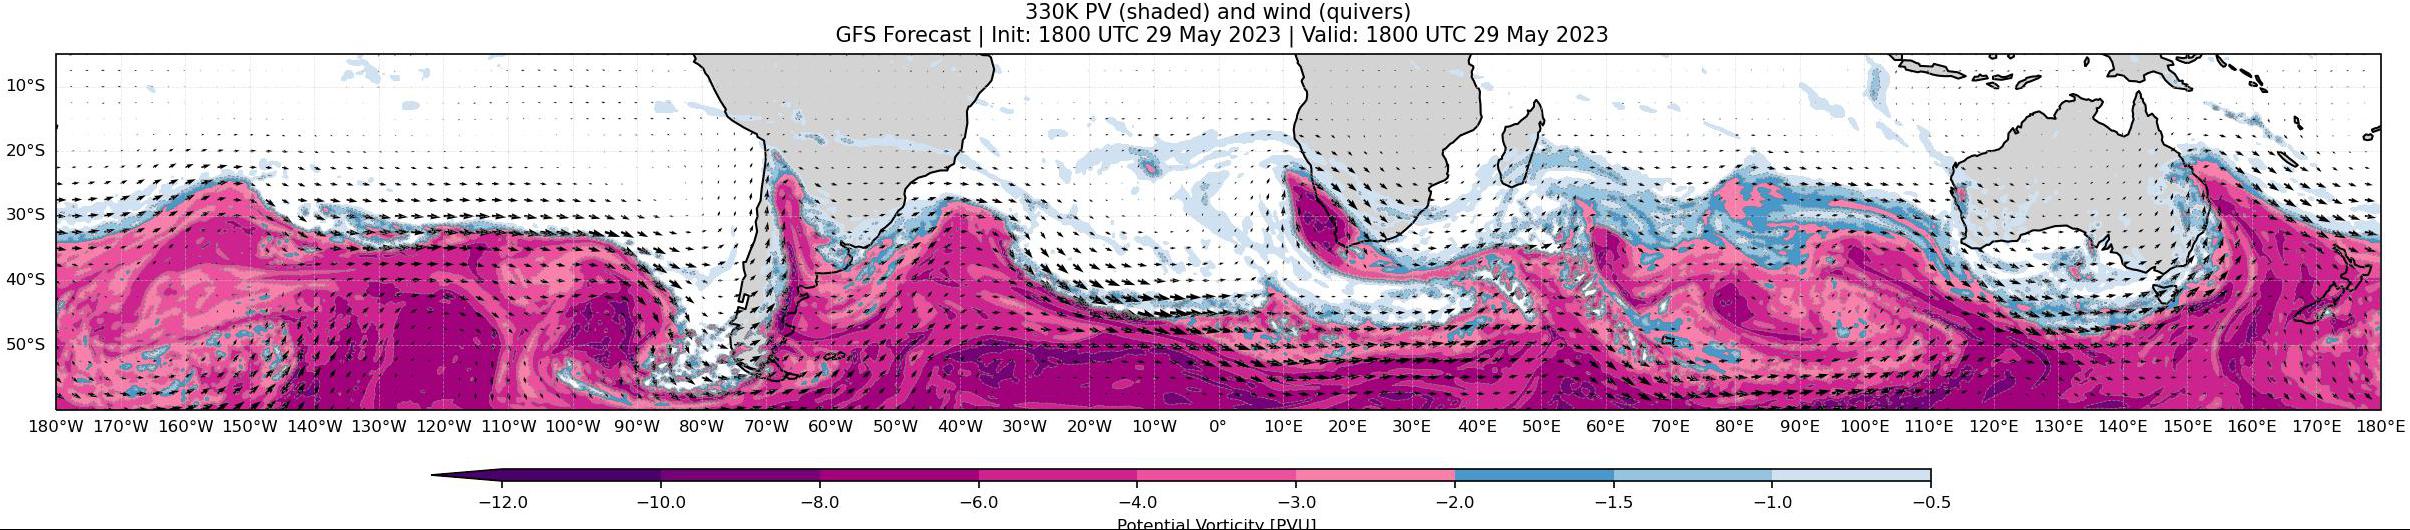 330K PV (shaded) and wind (quivers)
GFS Forecast | Init: 1800 UTC 29 May 2023 | Valid: 1800 UTC 29 May 2023
10°S
20°S
30°S
40°S
50°S
180°W 170°W 160°W 150°W 140°W 130°W 120°W 110°W 100°W 90°W 80°W 70°W 60°W 50°W 40°W 30°W 20°W 10°W 0° 10°E 20°E 30°E 40°E 50°E 60°E 70°E 80°E 90°E 100°E 110°E 120°E 130°E 140°E 150°E 160°E 170°E 180°E
−12.0 −10.0 −8.0 −6.0 −4.0 −3.0 −2.0 −1.5 −1.0 −0.5
Potential Vorticity [PVU]